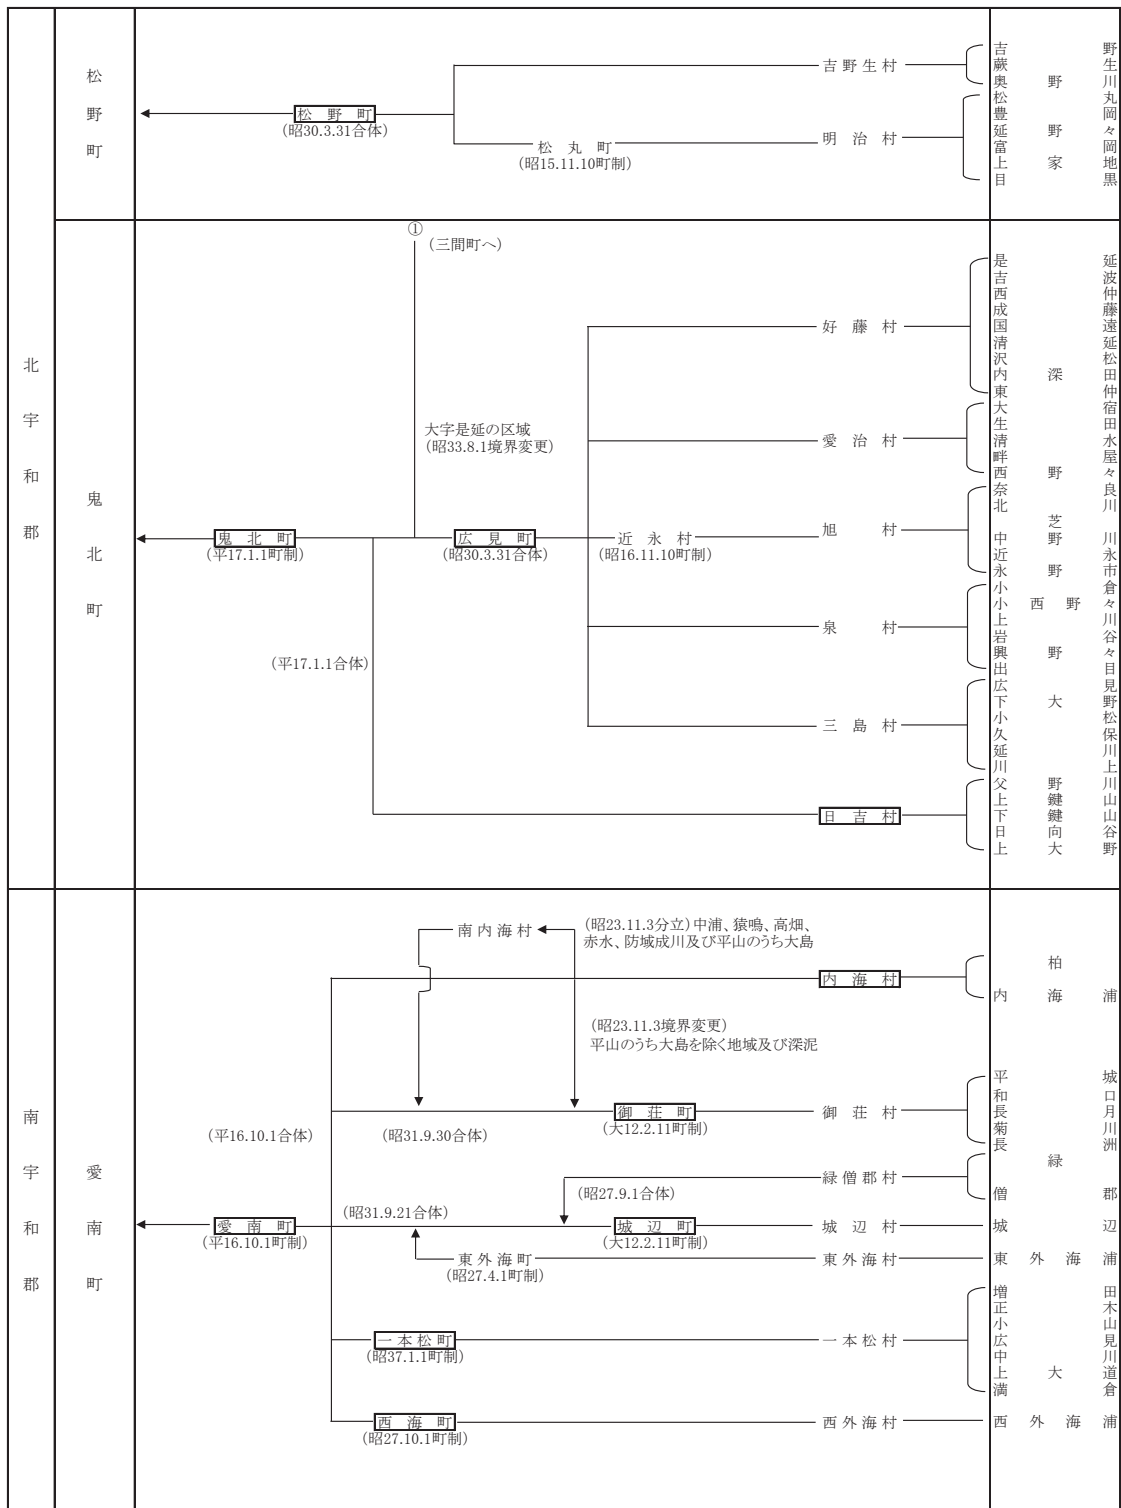 北宇和郡
松野町
松野町
(昭30.3.31合体)
吉野生村
松丸町
(昭15.11.10町制)
明治村
吉野
蕨生
奥野川
松丸
豊岡
延野々
富岡
上家地
目黒
鬼北町
①
(三間町へ)
大字是延の区域
(昭33.8.1境界変更)
鬼北町
(平17.1.1町制)
広見町
(昭30.3.31合体)
近永村
(昭16.11.10町制)
(平17.1.1合体)
好藤村
愛治村
旭村
泉村
三島村
日吉村
是延
吉波
西仲
成藤
国遠
清延
沢松
内深田
東仲
大宿
生田
清水
畔屋
西野々
奈良
北川
芝
中野川
近永
永野市
小倉
小西野々
上川
岩谷
興野々
出目
広見
下大野
小松
久保
延川
川上
父野川
上鍵山
下鍵山
日向谷
上大野
南宇和郡
愛南町
南内海村
(昭23.11.3分立)中浦、猿鳴、高畑、
赤水、防城成川及び平山のうち大島
内海村
(昭23.11.3境界変更)
平山のうち大島を除く地域及び深泥
御荘町
(大12.2.11町制)
御荘村
(平16.10.1合体)
(昭31.9.30合体)
緑僧郡村
(昭27.9.1合体)
(昭31.9.21合体)
愛南町
(平16.10.1町制)
城辺町
(大12.2.11町制)
城辺村
東外海町
(昭27.4.1町制)
東外海村
一本松町
(昭37.1.1町制)
一本松村
西海町
(昭27.10.1町制)
西外海村
柏
内海浦
平城
和口
長月
菊川
長洲
緑
僧都
城辺
東外海浦
増田
正木
小山
広見
中川
上大道
満倉
西外海浦